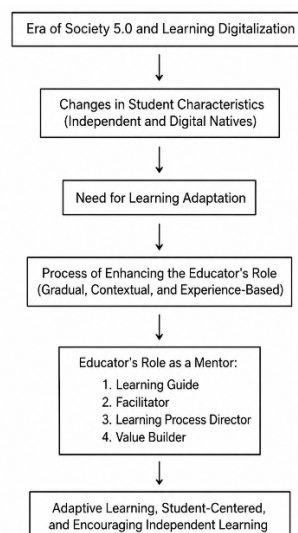 Era of Society 5.0 and Learning Digitalization
Changes in Student Characteristics
(Independent and Digital Natives)
Need for Learning Adaptation
Process of Enhancing the Educator's Role
(Gradual, Contextual, and Experience-Based)
Educator's Role as a Mentor:
1. Learning Guide
2. Facilitator
3. Learning Process Director
4. Value Builder
Adaptive Learning, Student-Centered,
and Encouraging Independent Learning